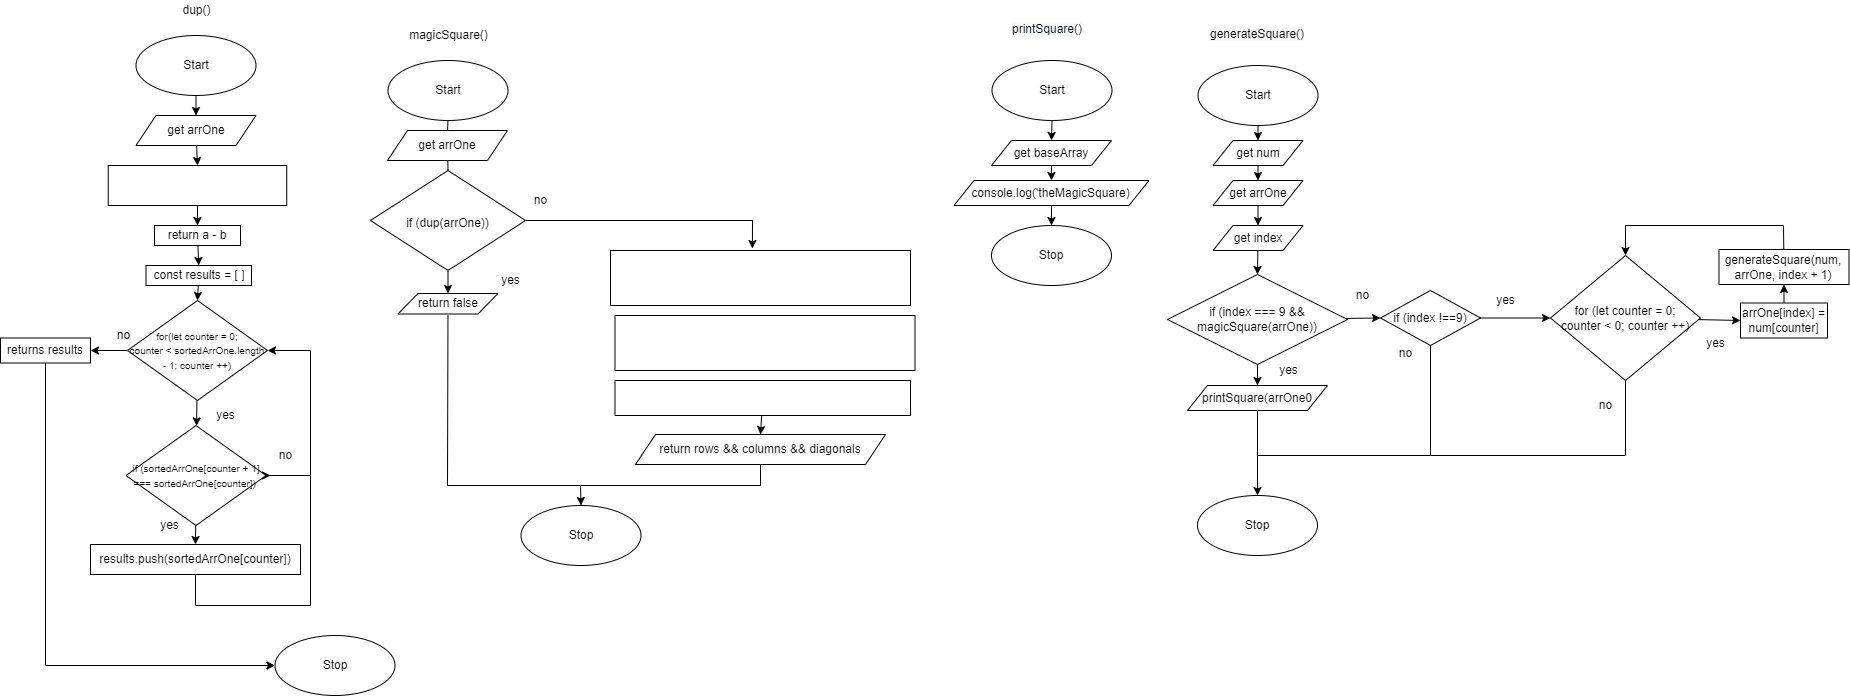 dup()
Start
get arrOne
return a - b
const results = [ ]
for(let counter = 0;
counter < sortedArrOne.length
- 1; counter ++)
no
returns results
yes
if (sortedArrOne[counter + 1]
=== sortedArrOne[counter])
no
yes
results.push(sortedArrOne[counter])
Stop
magicSquare()
Start
get arrOne
if (dup(arrOne))
no
yes
return false
return rows && columns && diagonals
Stop
printSquare()
Start
get baseArray
console.log('theMagicSquare)
Stop
generateSquare()
Start
get num
get arrOne
get index
if (index === 9 &&
magicSquare(arrOne))
no
yes
printSquare(arrOne0
if (index !==9)
yes
no
for (let counter = 0;
counter < 0; counter ++)
yes
no
arrOne[index] =
num[counter]
generateSquare(num,
arrOne, index + 1)
Stop